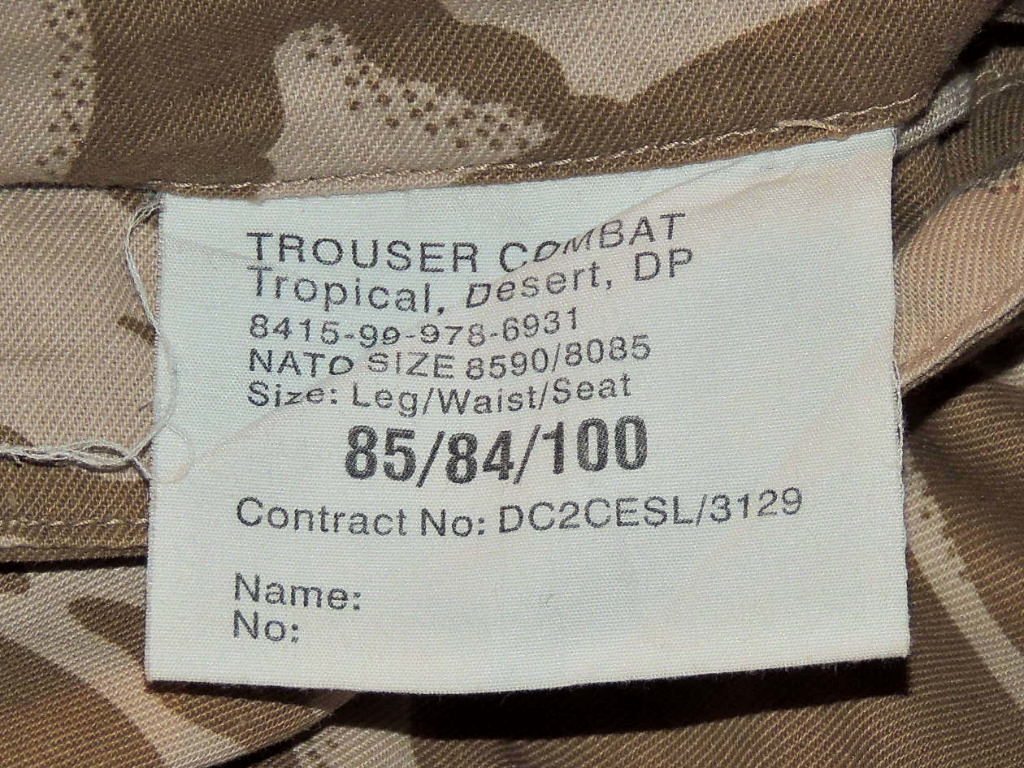 TROUSER COMBAT
Tropical, Desert, DP
8415-99-978-6931
NATO SIZE 8590/8085
Size: Leg/Waist/Seat
85/84/100
Contract No: DC2CESL/3129
Name:
No: